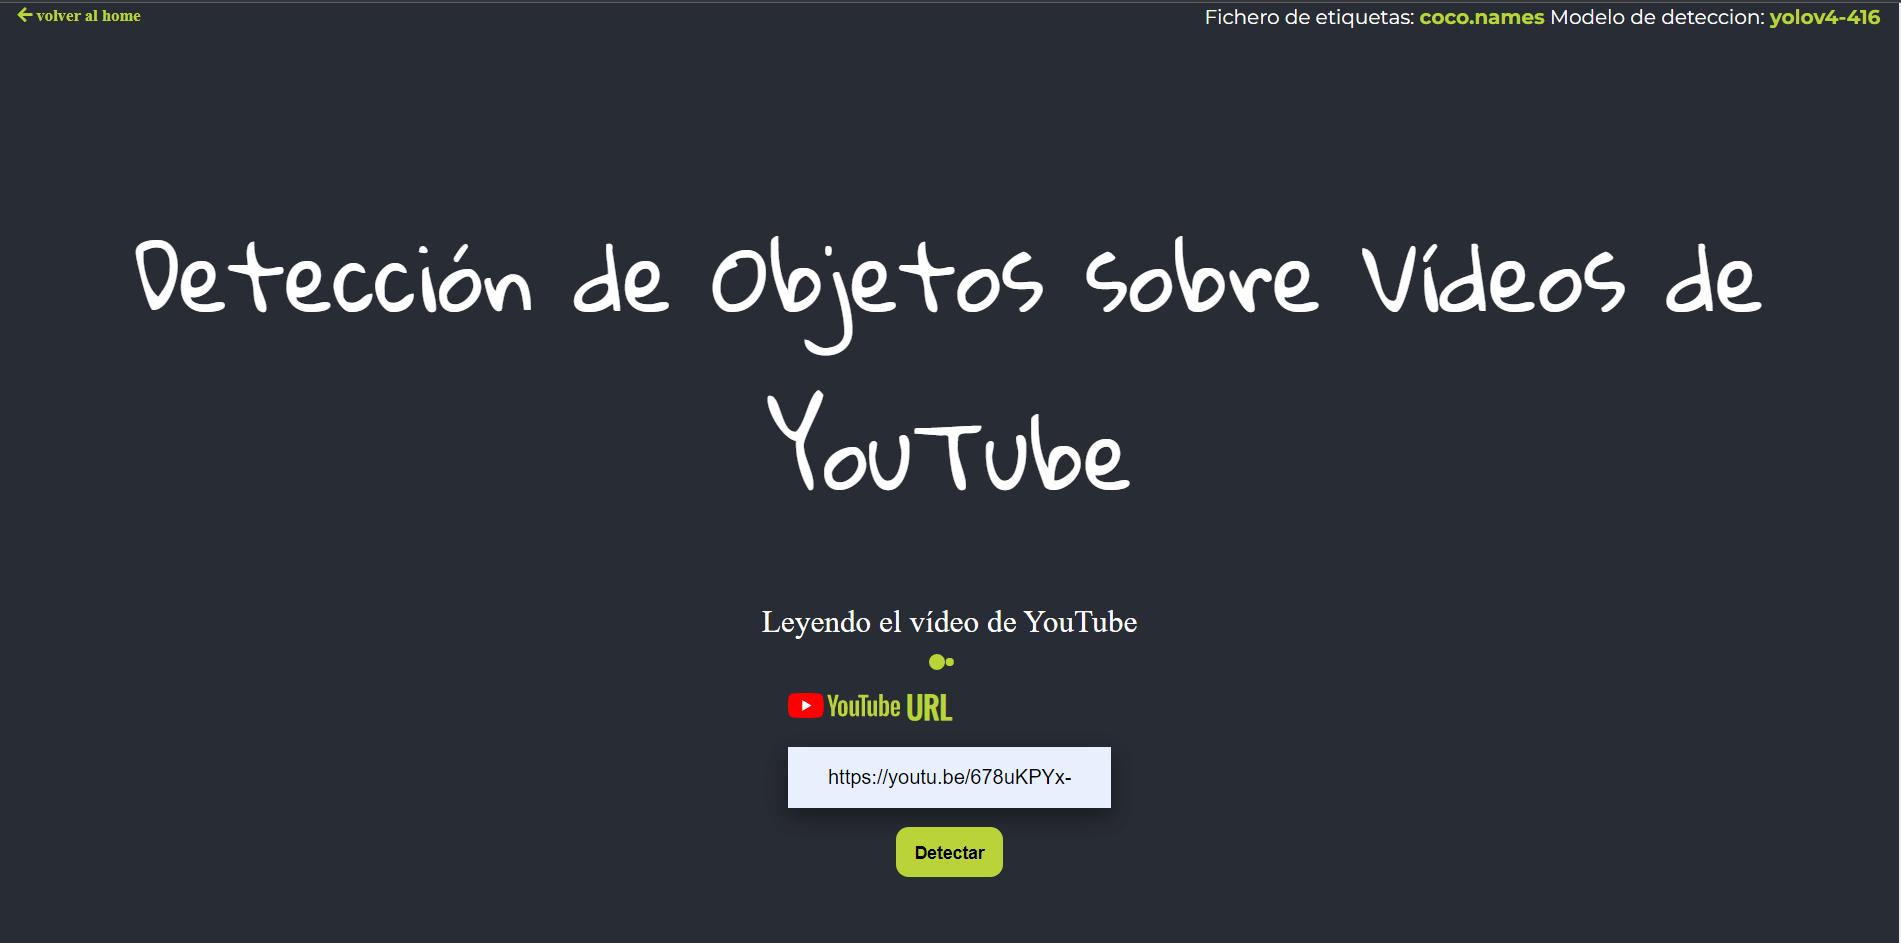 volver al home
Fichero de etiquetas: coco.names Modelo de deteccion: yolov4-416
Detección de Objetos sobre Vídeos de
YouTube
Leyendo el vídeo de YouTube
YouTube URL
https://youtu.be/678uKPYx-
Detectar